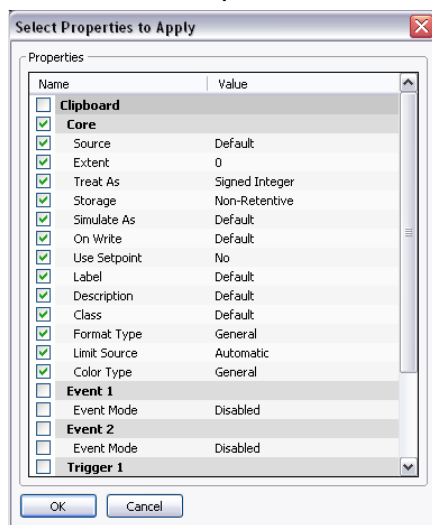 Select Properties to Apply
Properties
Name Value
Clipboard
Core
Source Default
Extent 0
Treat As Signed Integer
Storage Non-Retentive
Simulate As Default
On Write Default
Use Setpoint No
Label Default
Description Default
Class Default
Format Type General
Limit Source Automatic
Color Type General
Event 1
Event Mode Disabled
Event 2
Event Mode Disabled
Trigger 1
OK Cancel